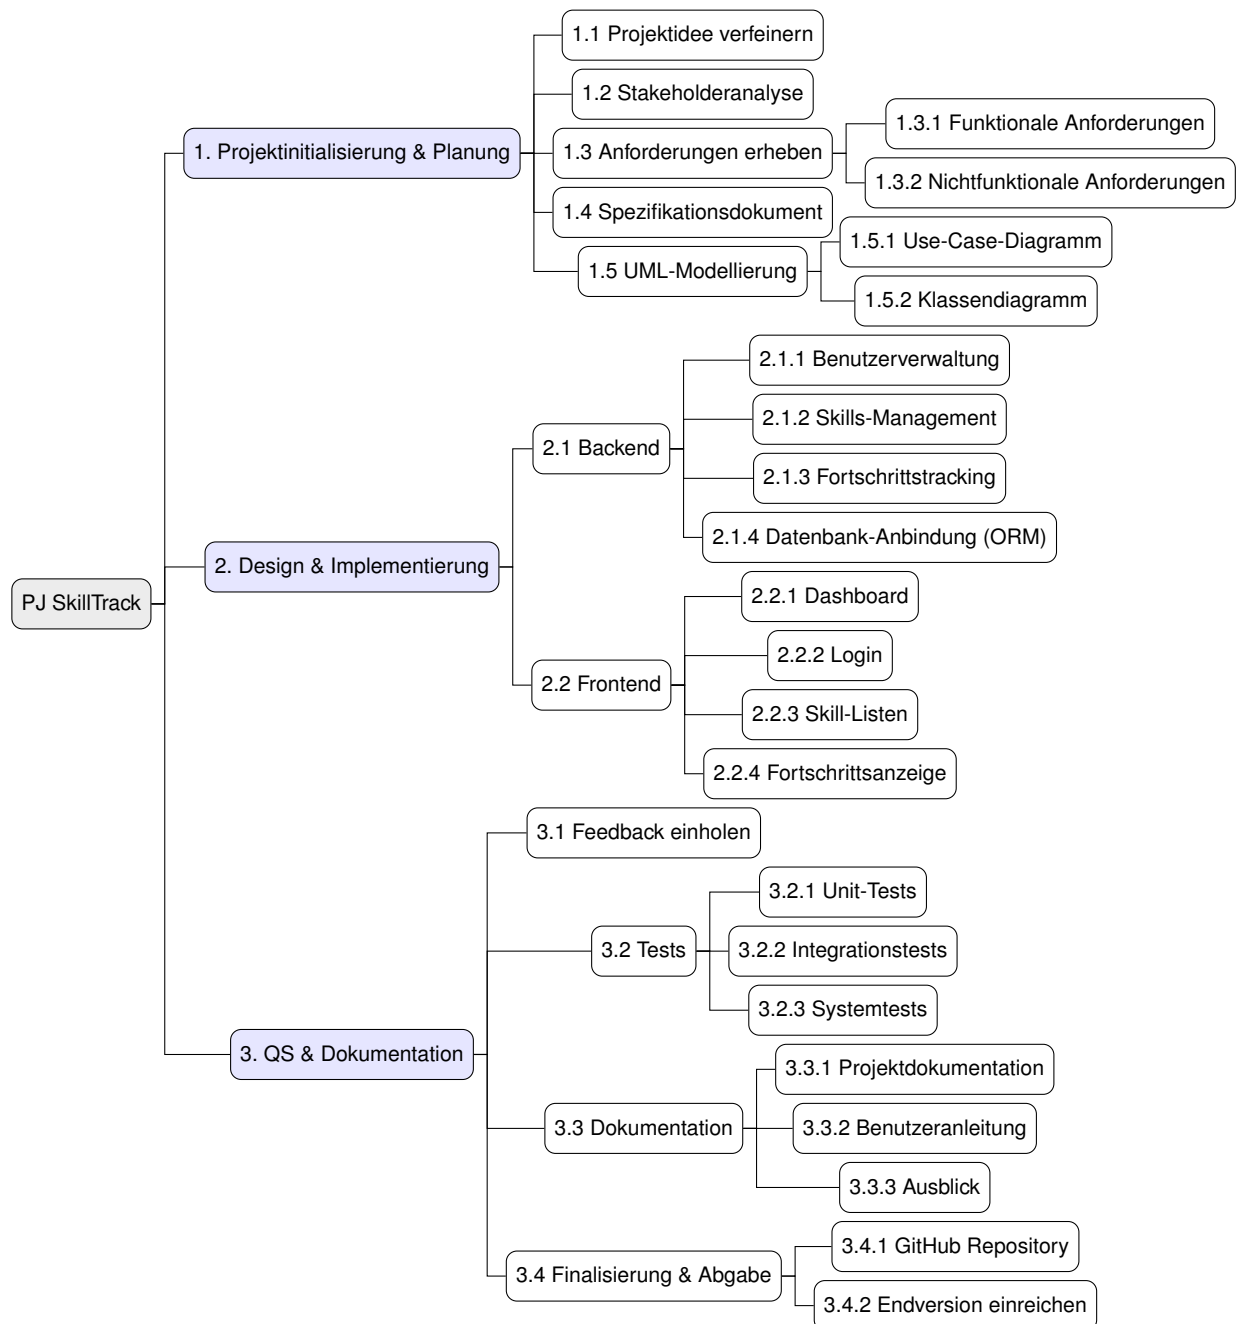 PJ SkillTrack
1. Projektinitialisierung & Planung
1.1 Projektidee verfeinern
1.2 Stakeholderanalyse
1.3 Anforderungen erheben
1.3.1 Funktionale Anforderungen
1.3.2 Nichtfunktionale Anforderungen
1.4 Spezifikationsdokument
1.5 UML-Modellierung
1.5.1 Use-Case-Diagramm
1.5.2 Klassendiagramm
2. Design & Implementierung
2.1 Backend
2.1.1 Benutzerverwaltung
2.1.2 Skills-Management
2.1.3 Fortschrittstracking
2.1.4 Datenbank-Anbindung (ORM)
2.2 Frontend
2.2.1 Dashboard
2.2.2 Login
2.2.3 Skill-Listen
2.2.4 Fortschrittsanzeige
3. QS & Dokumentation
3.1 Feedback einholen
3.2 Tests
3.2.1 Unit-Tests
3.2.2 Integrationstests
3.2.3 Systemtests
3.3 Dokumentation
3.3.1 Projektdokumentation
3.3.2 Benutzeranleitung
3.3.3 Ausblick
3.4 Finalisierung & Abgabe
3.4.1 GitHub Repository
3.4.2 Endversion einreichen